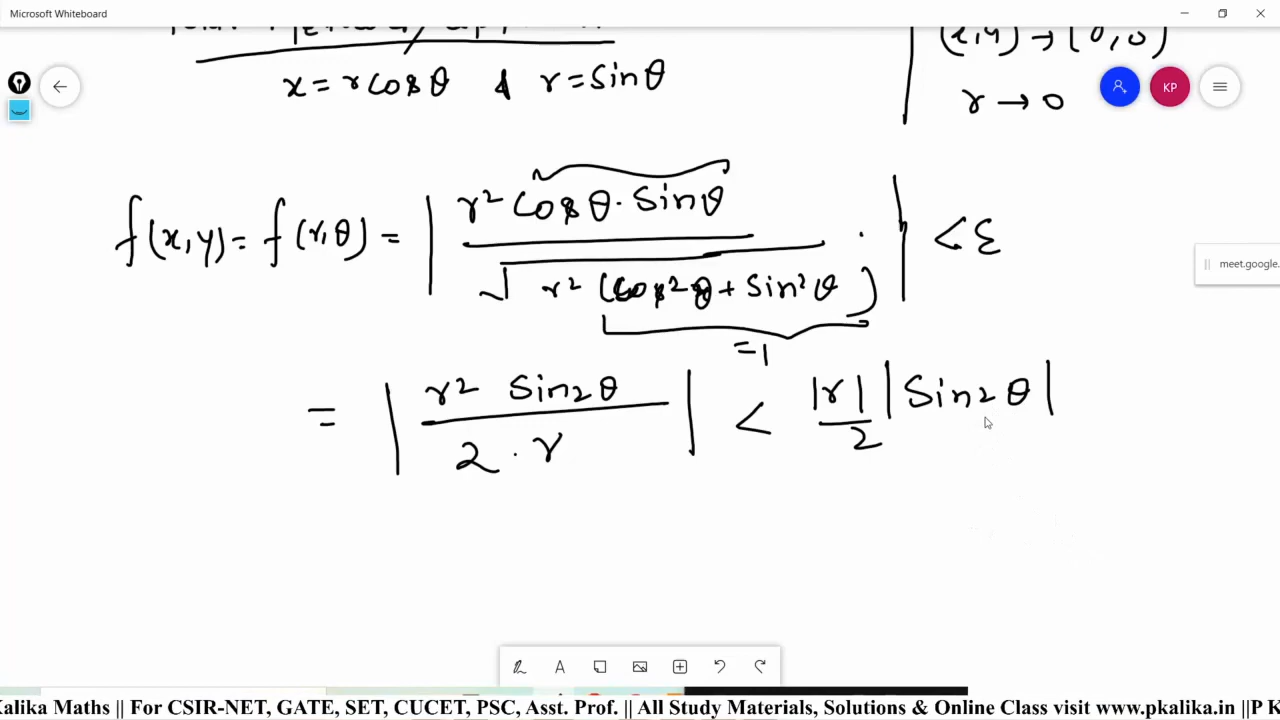 Microsoft Whiteboard
x = r cos θ & r = sin θ
(x,y) → (0,0)
r → 0
KP
f(x,y) = f(r,θ) = | r² cos θ · sin θ / √ r² (cos² θ + sin² θ) · | < ε
= 1
= | r² sin 2θ / 2 · r | < |r| / 2 | sin 2θ |
meet.google.
Kalika Maths || For CSIR-NET, GATE, SET, CUCET, PSC, Asst. Prof. || All Study Materials, Solutions & Online Class visit www.pkalika.in ||P K